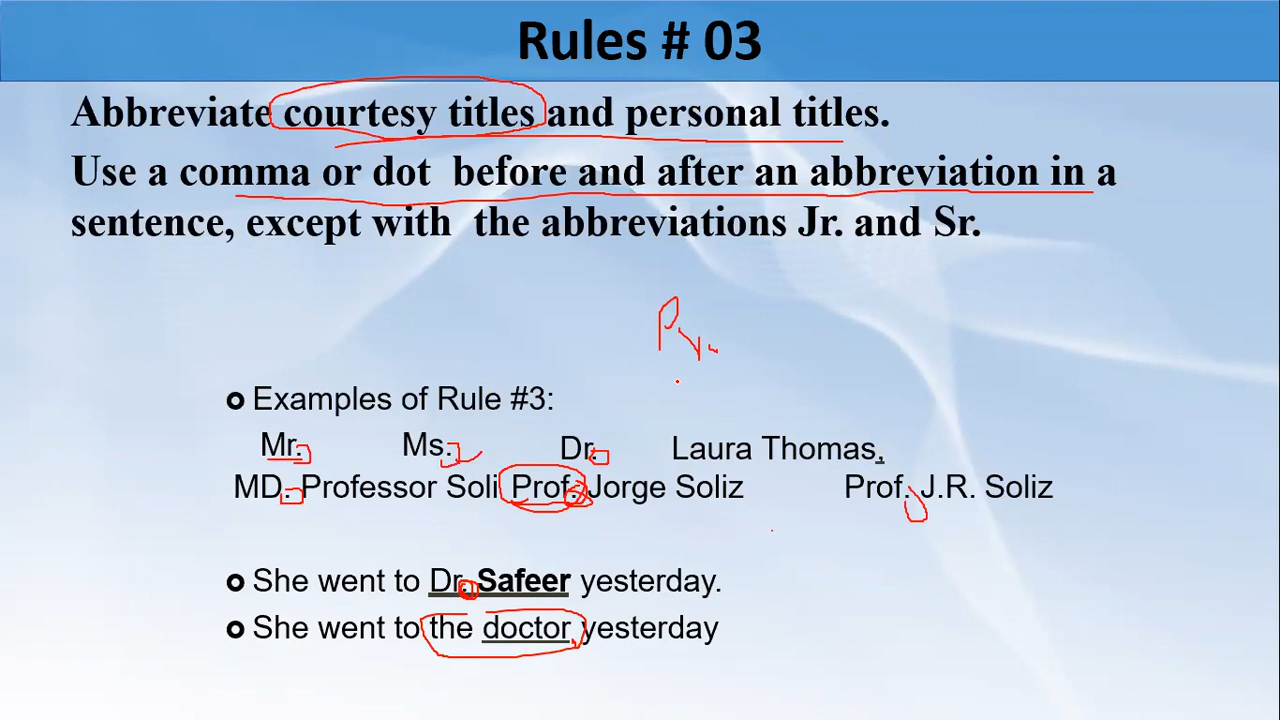 Rules # 03
Abbreviate courtesy titles and personal titles.
Use a comma or dot before and after an abbreviation in a
sentence, except with the abbreviations Jr. and Sr.
Examples of Rule #3:
Mr. Ms. Dr. Laura Thomas,
MD. Professor Soli Prof. Jorge Soliz Prof. J.R. Soliz
She went to Dr. Safeer yesterday.
She went to the doctor, yesterday